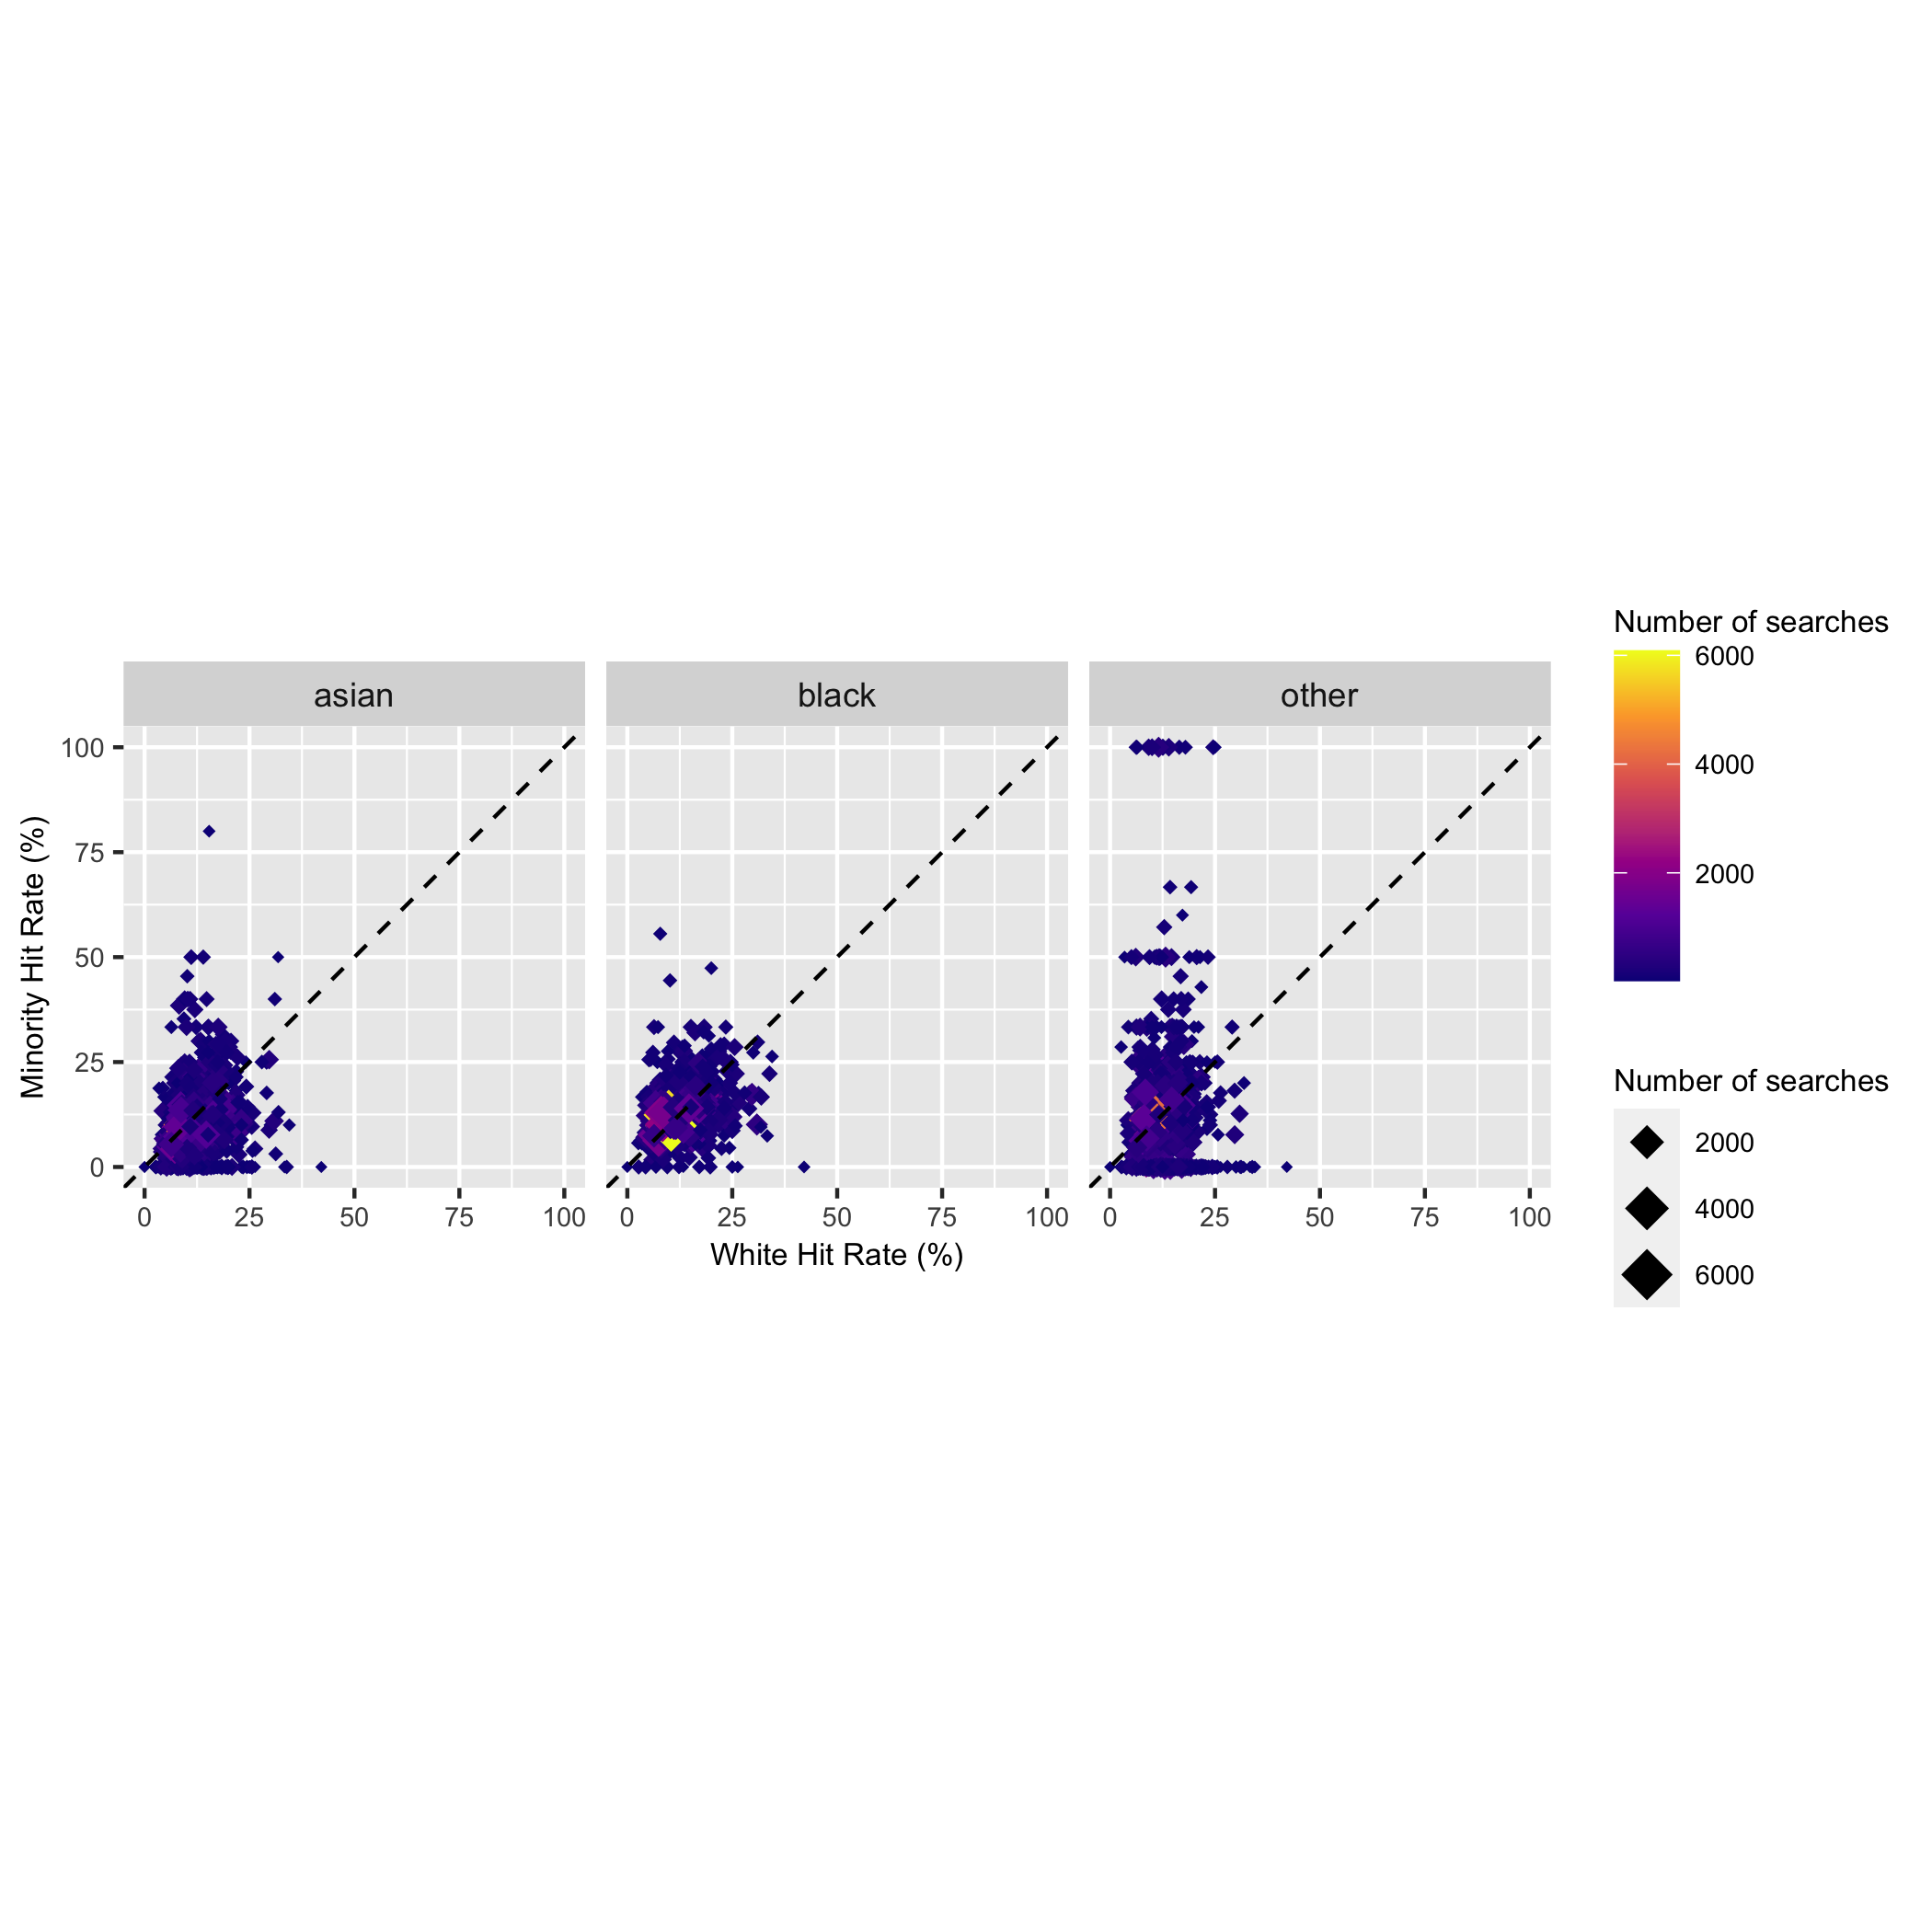 asian
black
other
Minority Hit Rate (%)
100
75
50
25
0
0 25 50 75 100
0 25 50 75 100
0 25 50 75 100
White Hit Rate (%)
Number of searches
6000
4000
2000
Number of searches
2000
4000
6000